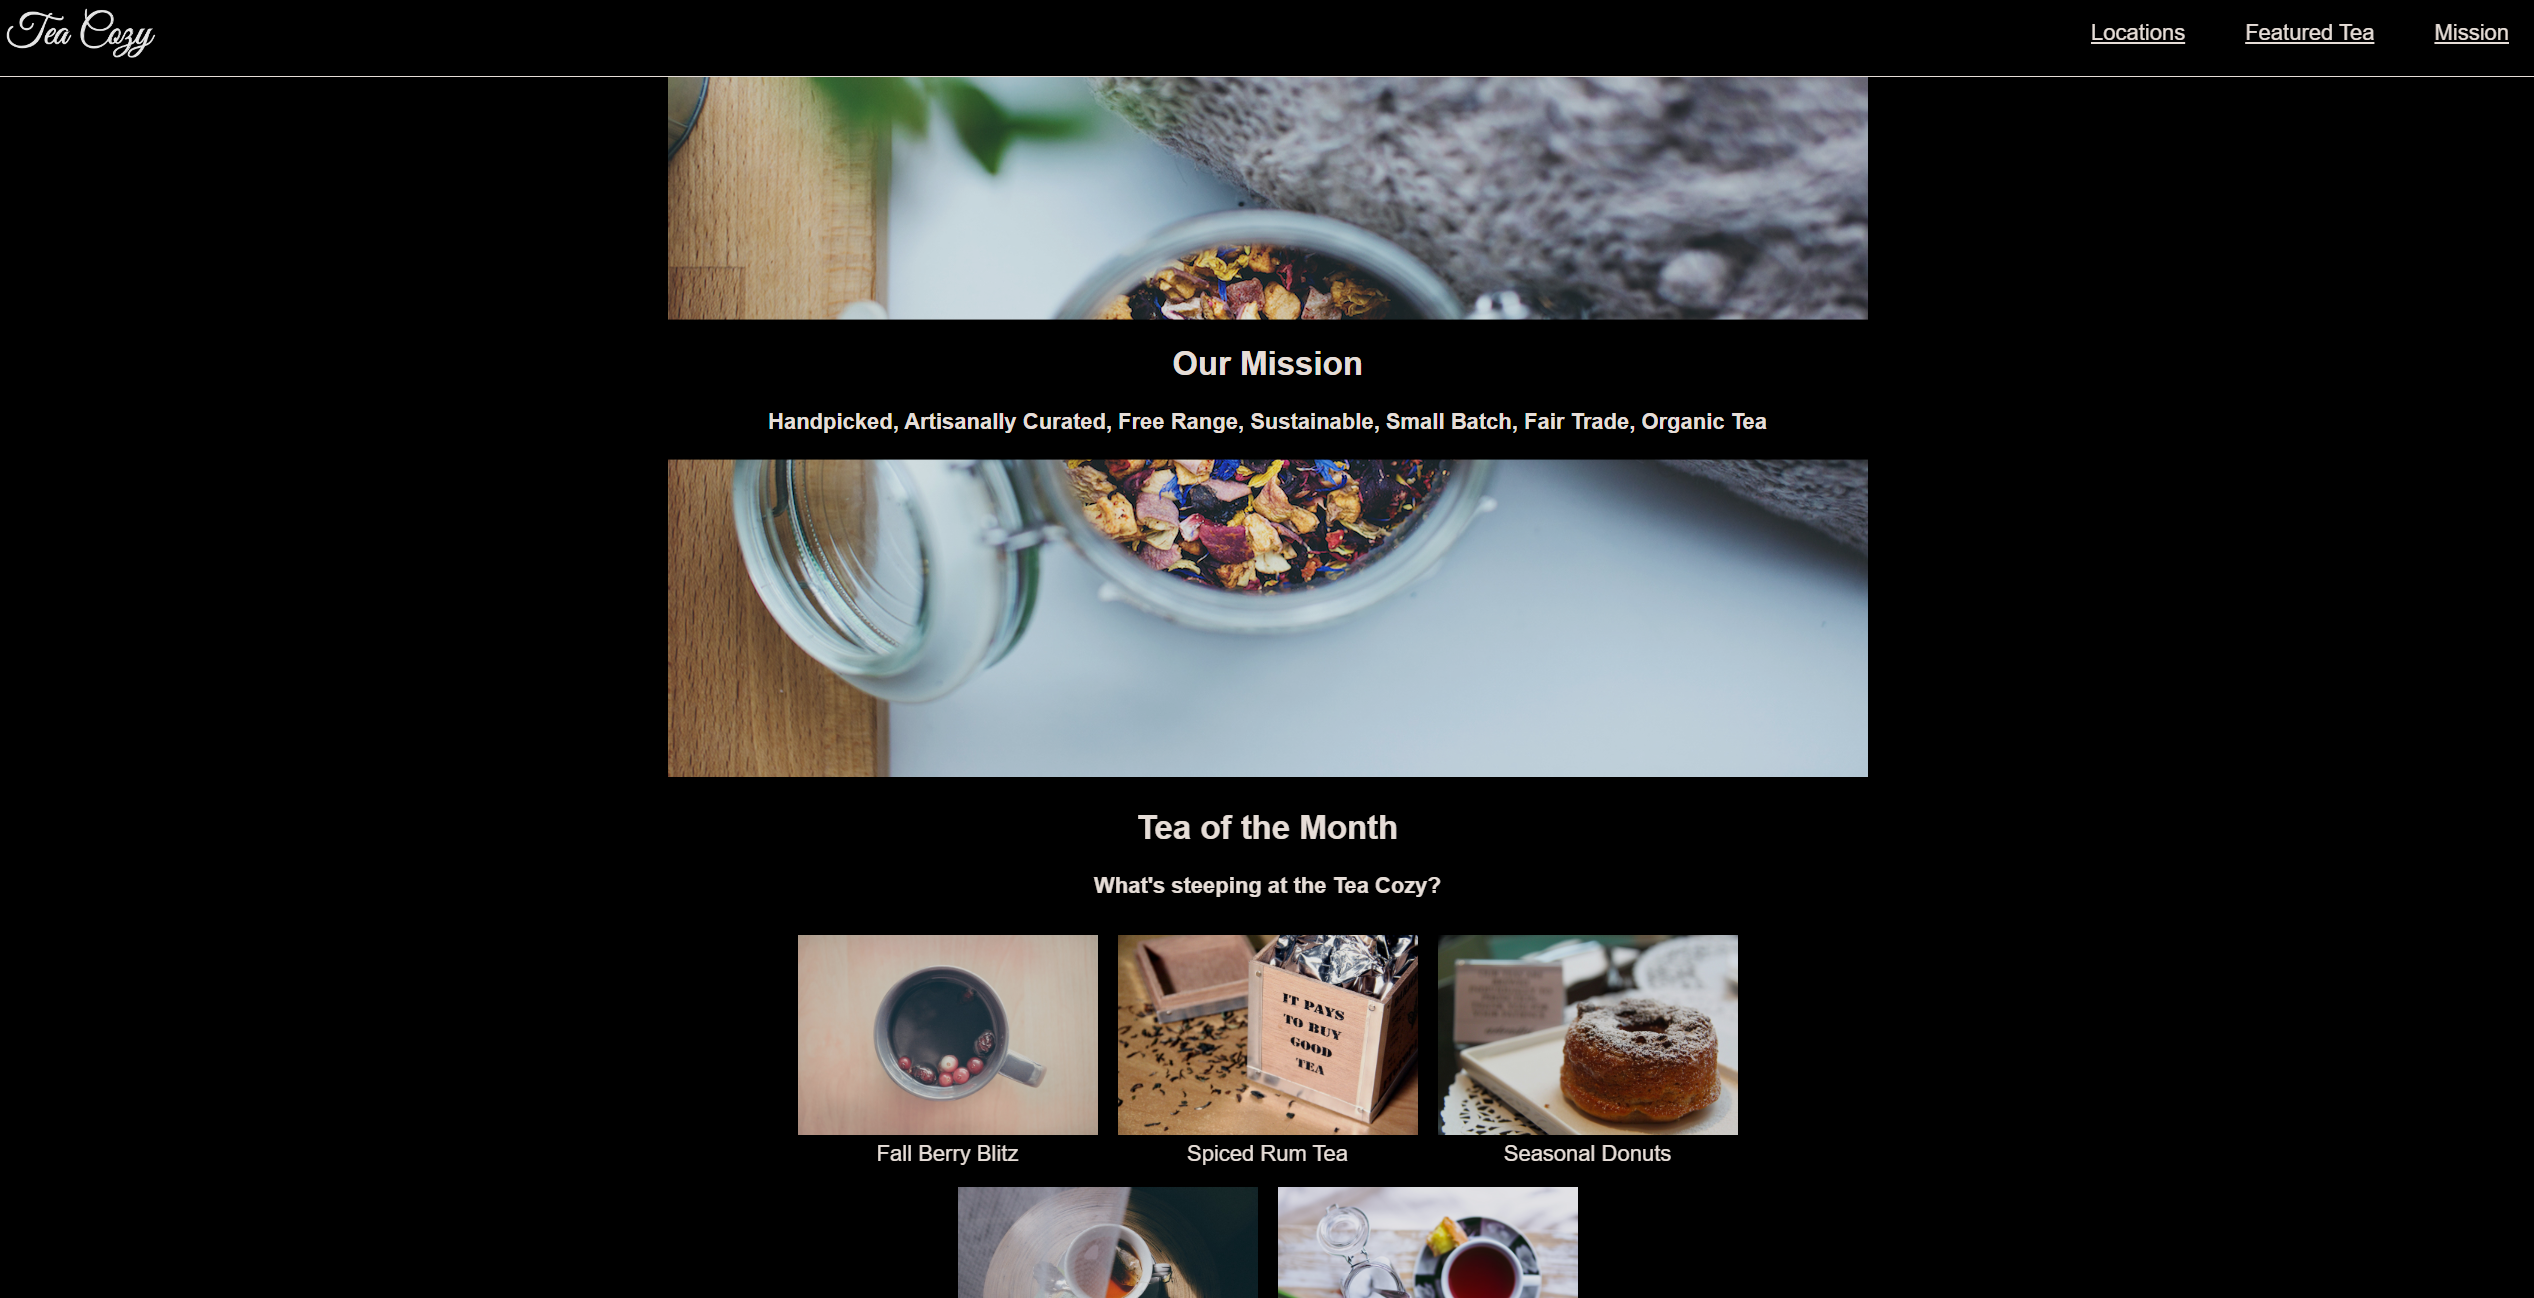 Tea Cozy
Locations
Featured Tea
Mission
Our Mission
Handpicked, Artisanally Curated, Free Range, Sustainable, Small Batch, Fair Trade, Organic Tea
Tea of the Month
What's steeping at the Tea Cozy?
IT PAYS
TO BUY
GOOD
TEA
Fall Berry Blitz
Spiced Rum Tea
Seasonal Donuts